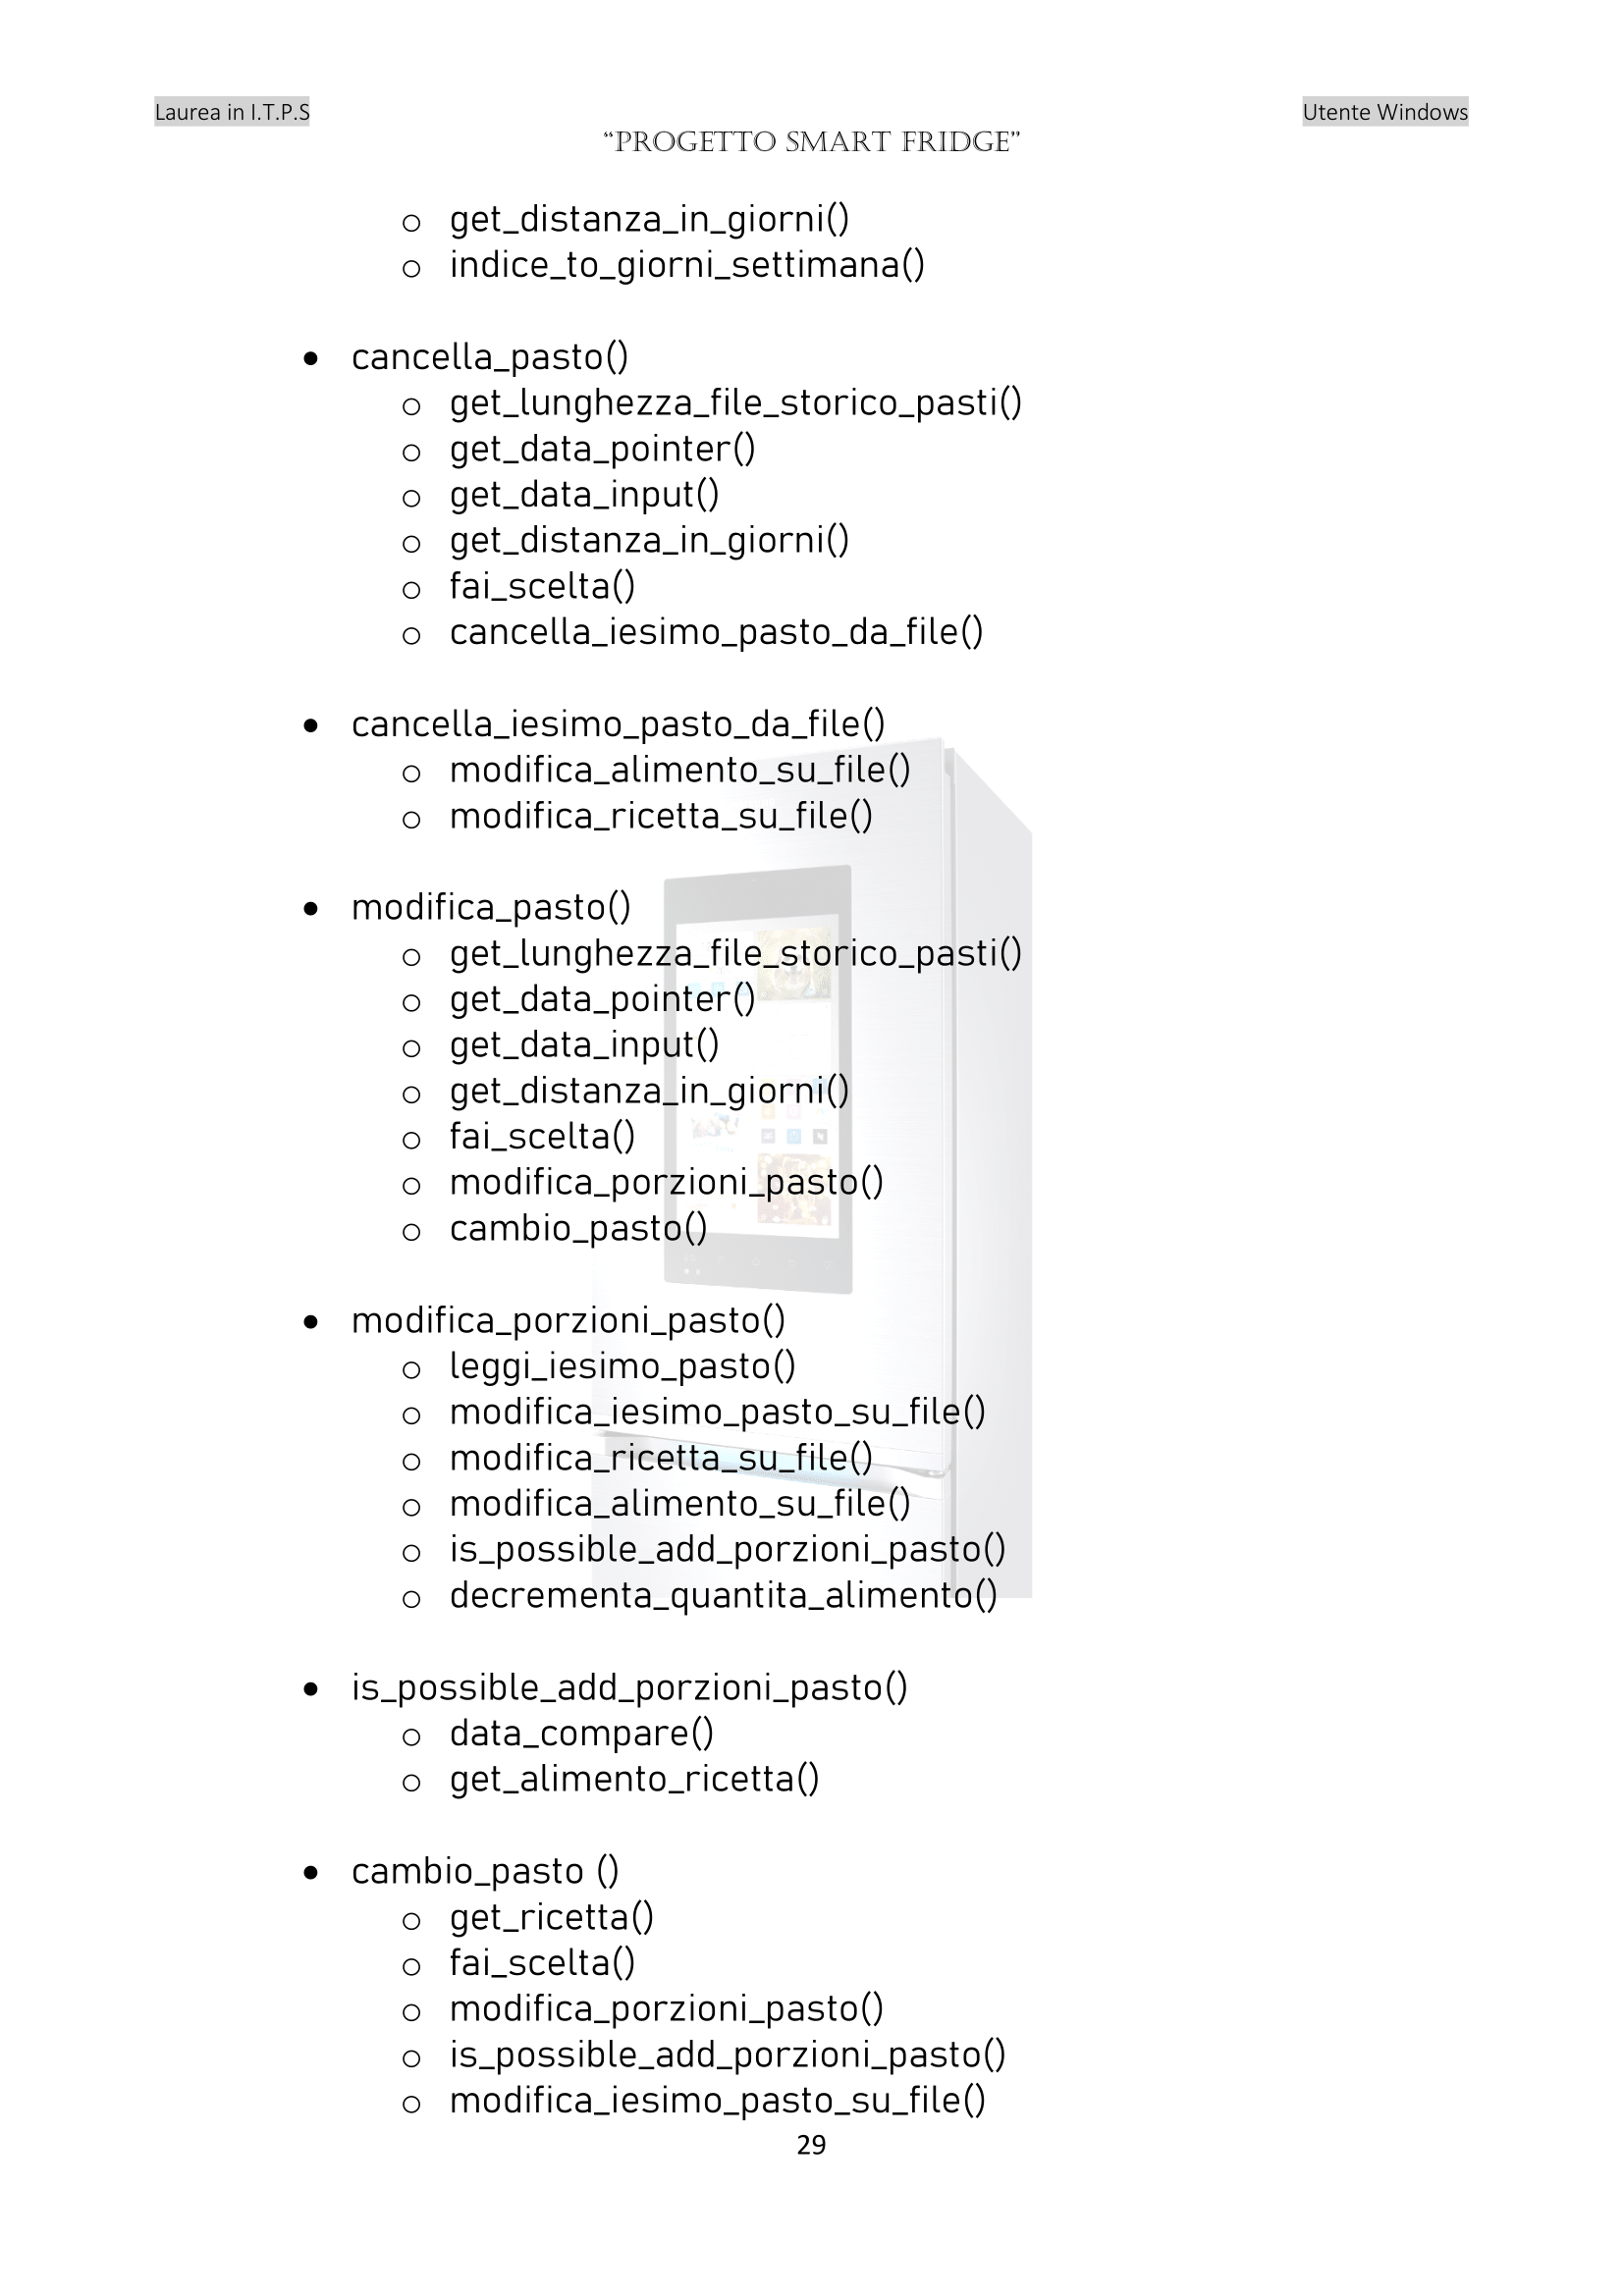 Laurea in I.T.P.S
Utente Windows
“PROGETTO SMART FRIDGE”
o get_distanza_in_giorni()
o indice_to_giorni_settimana()
• cancella_pasto()
o get_lunghezza_file_storico_pasti()
o get_data_pointer()
o get_data_input()
o get_distanza_in_giorni()
o fai_scelta()
o cancella_iesimo_pasto_da_file()
• cancella_iesimo_pasto_da_file()
o modifica_alimento_su_file()
o modifica_ricetta_su_file()
• modifica_pasto()
o get_lunghezza_file_storico_pasti()
o get_data_pointer()
o get_data_input()
o get_distanza_in_giorni()
o fai_scelta()
o modifica_porzioni_pasto()
o cambio_pasto()
• modifica_porzioni_pasto()
o leggi_iesimo_pasto()
o modifica_iesimo_pasto_su_file()
o modifica_ricetta_su_file()
o modifica_alimento_su_file()
o is_possible_add_porzioni_pasto()
o decrementa_quantita_alimento()
• is_possible_add_porzioni_pasto()
o data_compare()
o get_alimento_ricetta()
• cambio_pasto ()
o get_ricetta()
o fai_scelta()
o modifica_porzioni_pasto()
o is_possible_add_porzioni_pasto()
o modifica_iesimo_pasto_su_file()
29